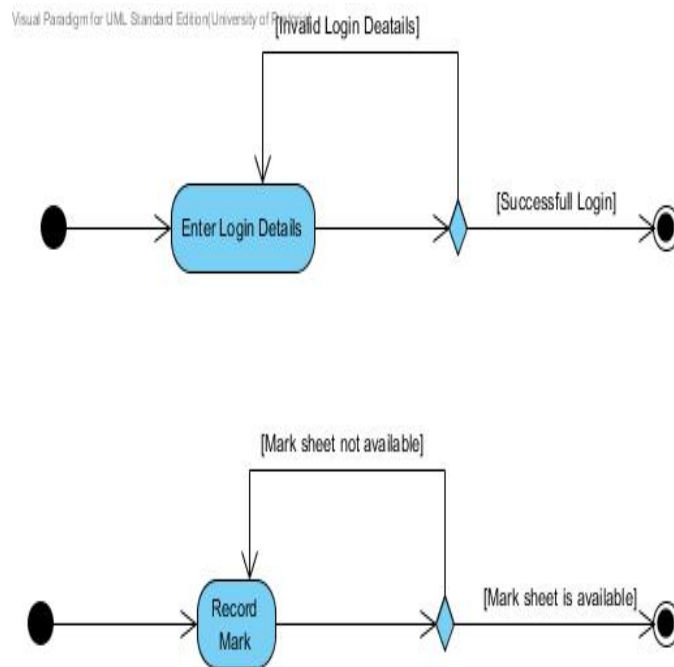 Visual Paradigm for UML Standard Edition(University of
[Invalid Login Deatails]
Enter Login Details
[Successfull Login]
[Mark sheet not available]
Record
Mark
[Mark sheet is available]